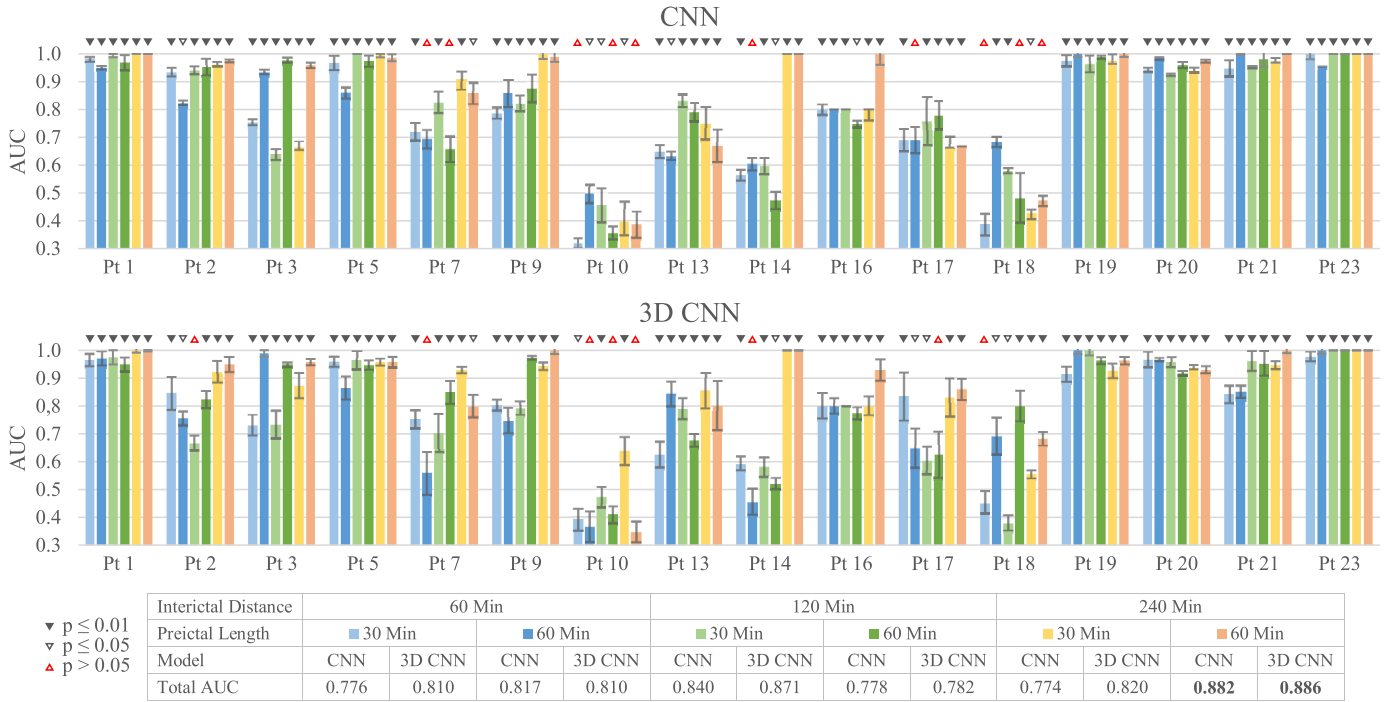 CNN
1.0
0.9
0.8
0.7
0.6
0.5
0.4
0.3
AUC
Pt 1 Pt 2 Pt 3 Pt 5 Pt 7 Pt 9 Pt 10 Pt 13 Pt 14 Pt 16 Pt 17 Pt 18 Pt 19 Pt 20 Pt 21 Pt 23
3D CNN
1.0
0.9
0.8
0.7
0.6
0.5
0.4
0.3
AUC
Pt 1 Pt 2 Pt 3 Pt 5 Pt 7 Pt 9 Pt 10 Pt 13 Pt 14 Pt 16 Pt 17 Pt 18 Pt 19 Pt 20 Pt 21 Pt 23
p ≤ 0.01
p ≤ 0.05
p > 0.05
Interictal Distance 60 Min 120 Min 240 Min
Preictal Length 30 Min 60 Min 30 Min 60 Min 30 Min 60 Min
Model CNN 3D CNN CNN 3D CNN CNN 3D CNN CNN 3D CNN CNN 3D CNN CNN 3D CNN
Total AUC 0.776 0.810 0.817 0.810 0.840 0.871 0.778 0.782 0.774 0.820 0.882 0.886